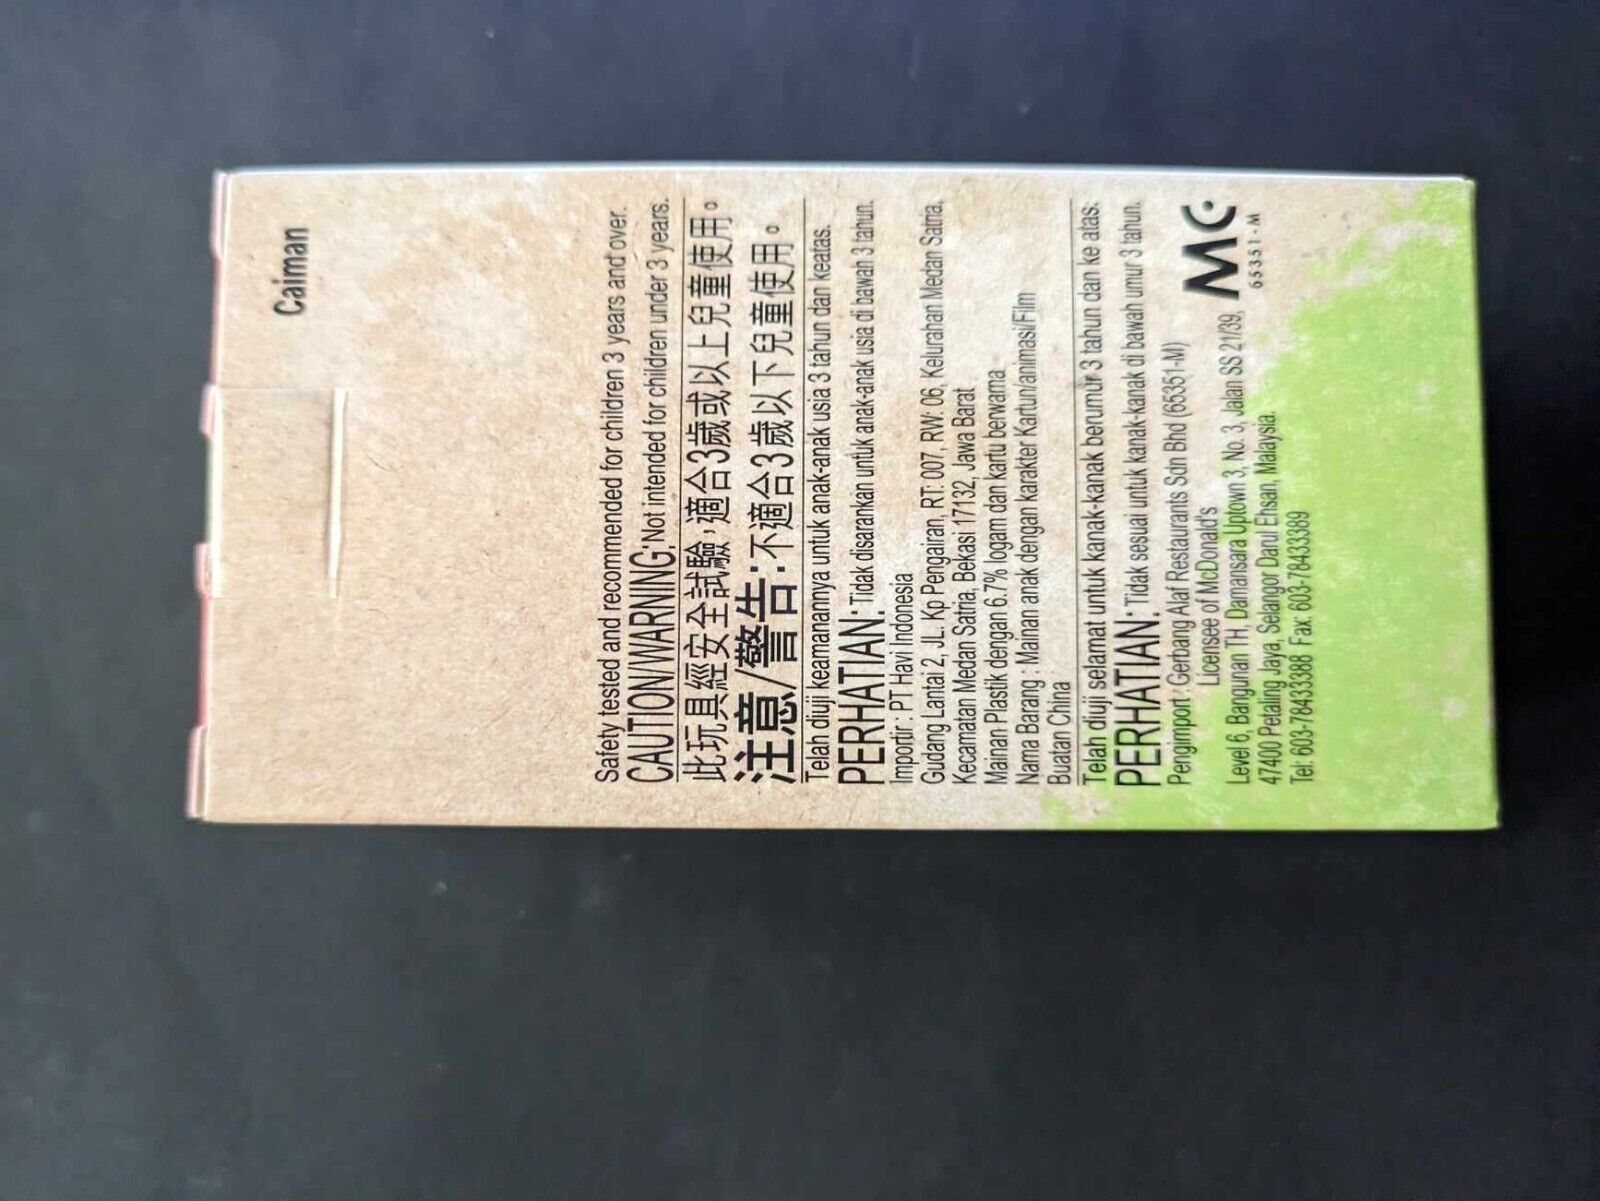 Caiman
Safety tested and recommended for children 3 years and over.
CAUTION/WARNING: Not intended for children under 3 years.
此玩具經安全試驗，適合3歲或以上兒童使用。
注意/警告：不適合3歲以下兒童使用。
Telah diuji keamanannya untuk anak-anak usia 3 tahun dan keatas.
PERHATIAN: Tidak disarankan untuk anak-anak usia di bawah 3 tahun.
Importir : PT Havi Indonesia
Gudang Lantai 2, JL. Kp Pengairan, RT. 007, RW. 06, Kelurahan Medan Satria,
Kecamatan Medan Satria, Bekasi 17132, Jawa Barat
Mainan Plastik dengan 6.7% logam dan kartu berwarna
Nama Barang : Mainan anak dengan karakter Kartun/animasi/Film
Buatan China
Telah diuji selamat untuk kanak-kanak berumur 3 tahun dan ke atas.
PERHATIAN: Tidak sesuai untuk kanak-kanak di bawah umur 3 tahun.
Pengimport : Gerbang Alaf Restaurants Sdn Bhd (65351-M)
Licensee of McDonald's
Level 6, Bangunan TH, Damansara Uptown 3, No. 3, Jalan SS 21/39,
47400 Petaling Jaya, Selangor Darul Ehsan, Malaysia.
Tel: 603-78433388 Fax: 603-78433389
MC
65351-M